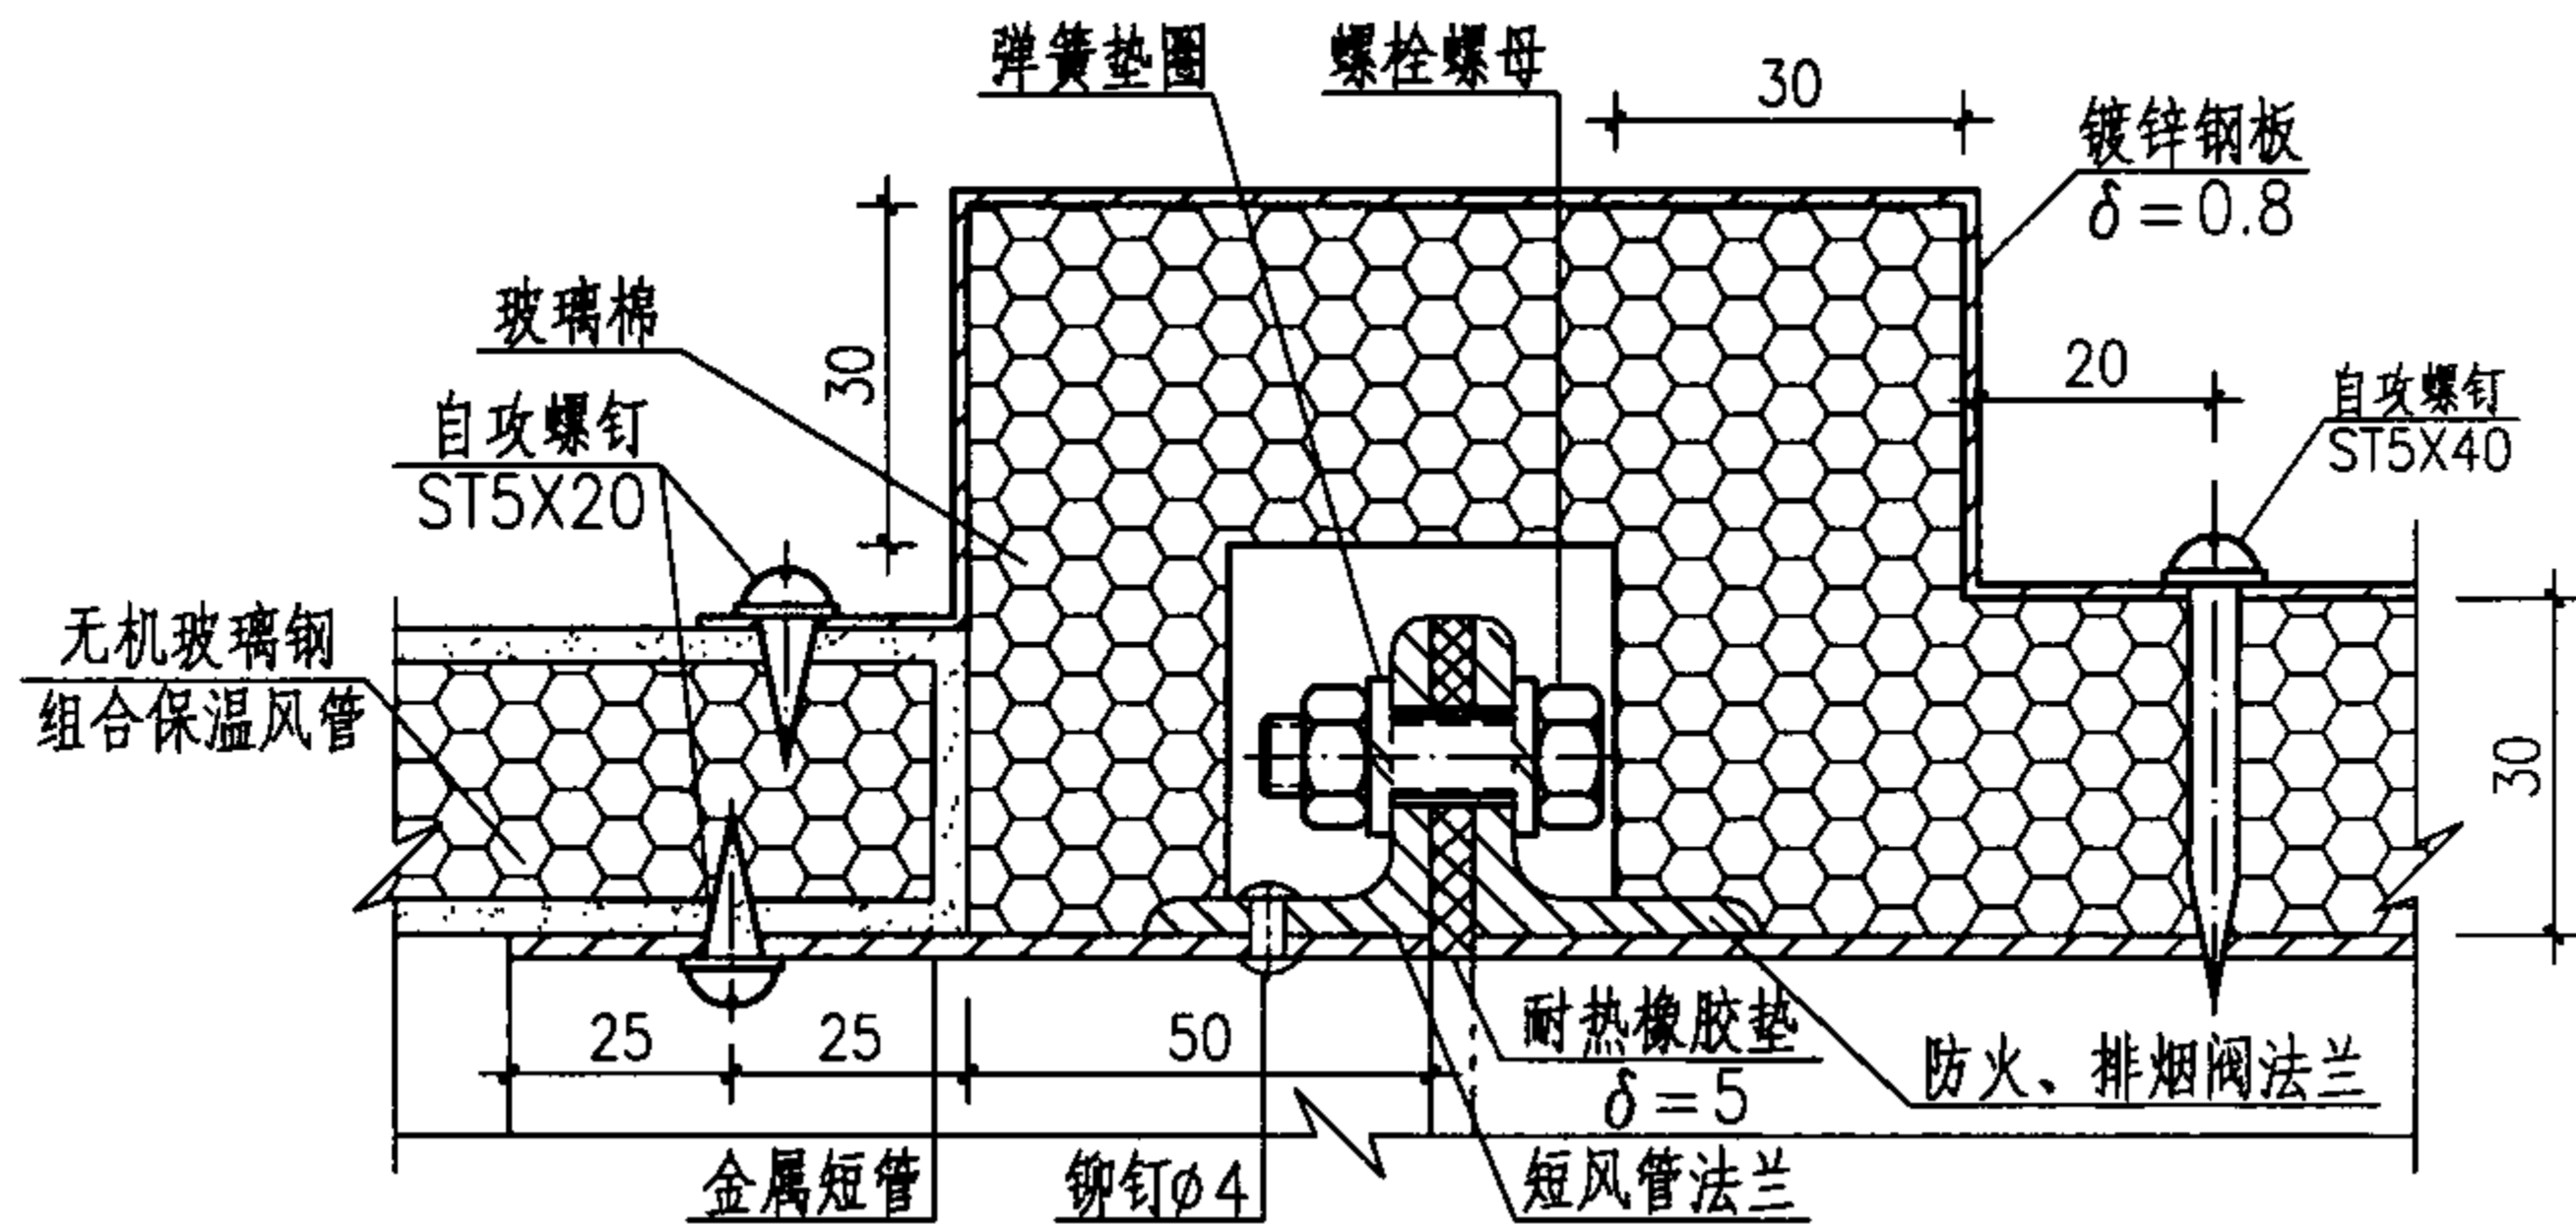 弹簧垫圈
螺栓螺母
30
镀锌钢板
δ=0.8
玻璃棉
30
20
自攻螺钉
ST5X20
自攻螺钉
ST5X40
无机玻璃钢
组合保温风管
30
25
25
50
耐热橡胶垫
δ=5
防火、排烟阀法兰
金属短管
铆钉ø4
短风管法兰